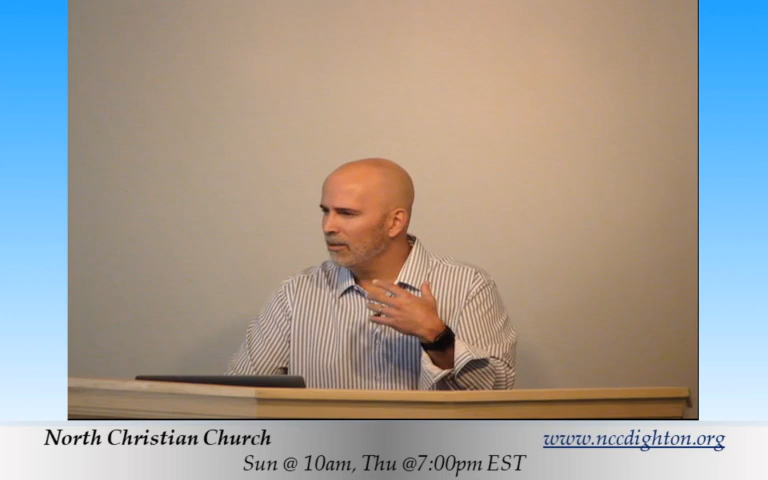 North Christian Church
www.nccdighton.org
Sun @ 10am, Thu @7:00pm EST